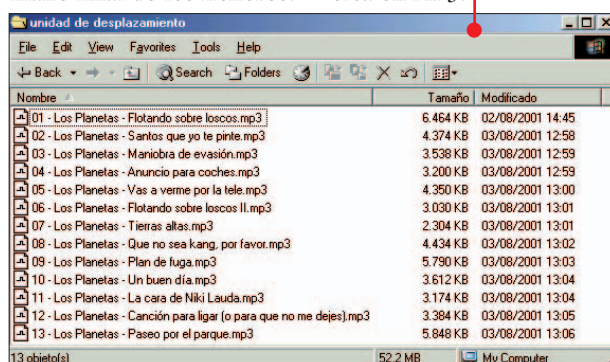 unidad de desplazamiento
File Edit View Favorites Tools Help
Back Search Folders
Nombre Tamaño Modificado
01 - Los Planetas - Flotando sobre loscos.mp3 6.464 KB 02/08/2001 14:45
02 - Los Planetas - Santos que yo te pinte.mp3 4.374 KB 03/08/2001 12:58
03 - Los Planetas - Maniobra de evasión.mp3 3.538 KB 03/08/2001 12:59
04 - Los Planetas - Anuncio para coches.mp3 3.200 KB 03/08/2001 12:59
05 - Los Planetas - Vas a verme por la tele.mp3 4.350 KB 03/08/2001 13:00
06 - Los Planetas - Flotando sobre loscos II.mp3 3.030 KB 03/08/2001 13:01
07 - Los Planetas - Tierras altas.mp3 2.304 KB 03/08/2001 13:01
08 - Los Planetas - Que no sea kang, por favor.mp3 4.434 KB 03/08/2001 13:02
09 - Los Planetas - Plan de fuga.mp3 5.790 KB 03/08/2001 13:03
10 - Los Planetas - Un buen día.mp3 3.612 KB 03/08/2001 13:04
11 - Los Planetas - La cara de Niki Lauda.mp3 3.174 KB 03/08/2001 13:04
12 - Los Planetas - Canción para ligar (o para que no me dejes).mp3 3.384 KB 03/08/2001 13:05
13 - Los Planetas - Paseo por el parque.mp3 5.848 KB 03/08/2001 13:06
13 objeto(s) 52.2 MB My Computer